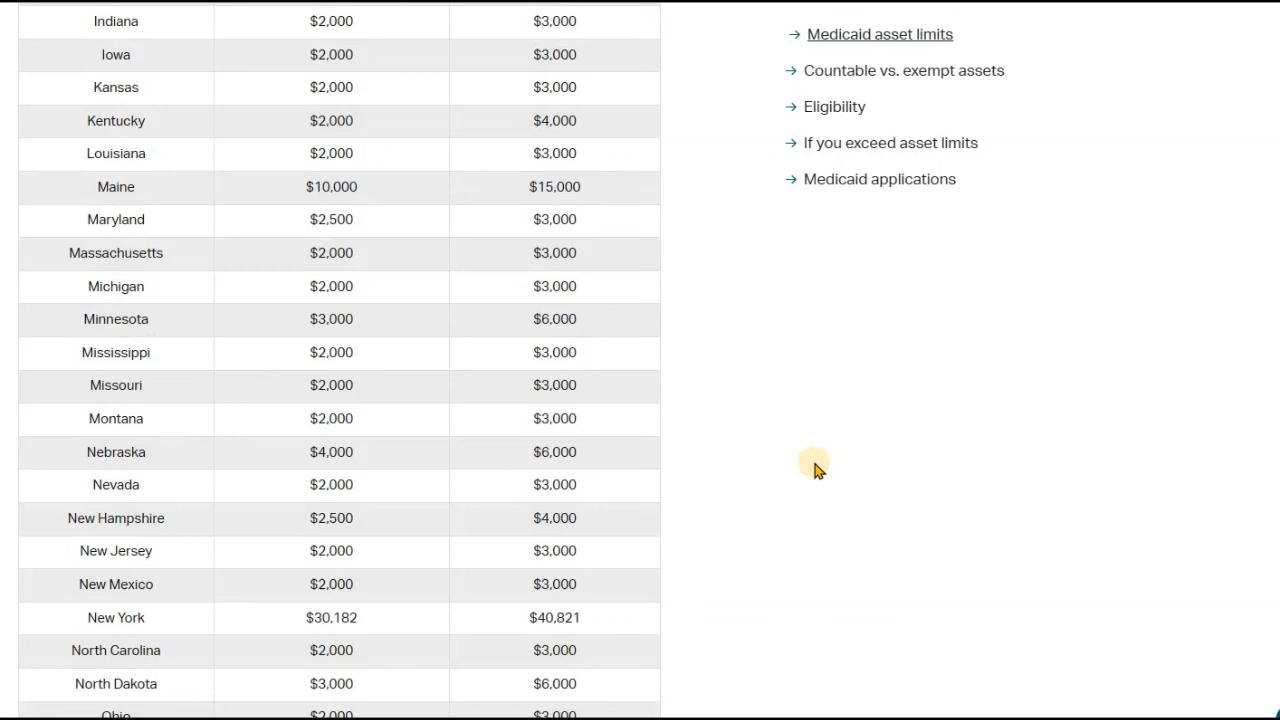 Indiana $2,000 $3,000
Iowa $2,000 $3,000
Kansas $2,000 $3,000
Kentucky $2,000 $4,000
Louisiana $2,000 $3,000
Maine $10,000 $15,000
Maryland $2,500 $3,000
Massachusetts $2,000 $3,000
Michigan $2,000 $3,000
Minnesota $3,000 $6,000
Mississippi $2,000 $3,000
Missouri $2,000 $3,000
Montana $2,000 $3,000
Nebraska $4,000 $6,000
Nevada $2,000 $3,000
New Hampshire $2,500 $4,000
New Jersey $2,000 $3,000
New Mexico $2,000 $3,000
New York $30,182 $40,821
North Carolina $2,000 $3,000
North Dakota $3,000 $6,000
Ohio $2,000 $3,000
→ Medicaid asset limits
→ Countable vs. exempt assets
→ Eligibility
→ If you exceed asset limits
→ Medicaid applications